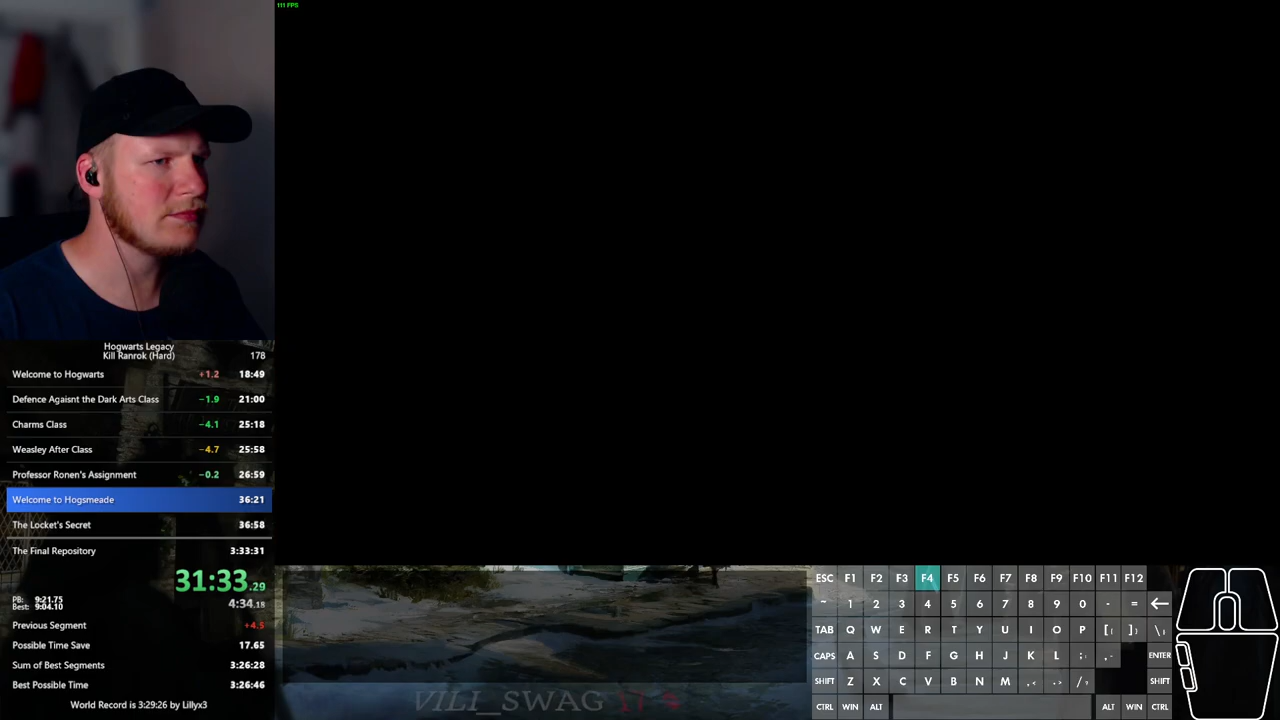 111 FPS
Hogwarts Legacy
Kill Ranrok (Hard) 178
Welcome to Hogwarts +1.2 18:49
Defence Agaisnt the Dark Arts Class −1.9 21:00
Charms Class −4.1 25:18
Weasley After Class −4.7 25:58
Professor Ronen's Assignment −0.2 26:59
Welcome to Hogsmeade 36:21
The Locket's Secret 36:58
The Final Repository 3:33:31
31:33.29
PB: 9:21.75
Best: 9:04.10 4:34.18
Previous Segment +4.5
Possible Time Save 17.65
Sum of Best Segments 3:26:28
Best Possible Time 3:26:46
World Record is 3:29:26 by Lillyx3
VILI_SWAG
ESC F1 F2 F3 F4 F5 F6 F7 F8 F9 F10 F11 F12
~ 1 2 3 4 5 6 7 8 9 0 - = ←
TAB Q W E R T Y U I O P [{ ]} \¦
CAPS A S D F G H J K L ;: ,. ENTER
SHIFT Z X C V B N M ,< .> /? SHIFT
CTRL WIN ALT ALT WIN CTRL